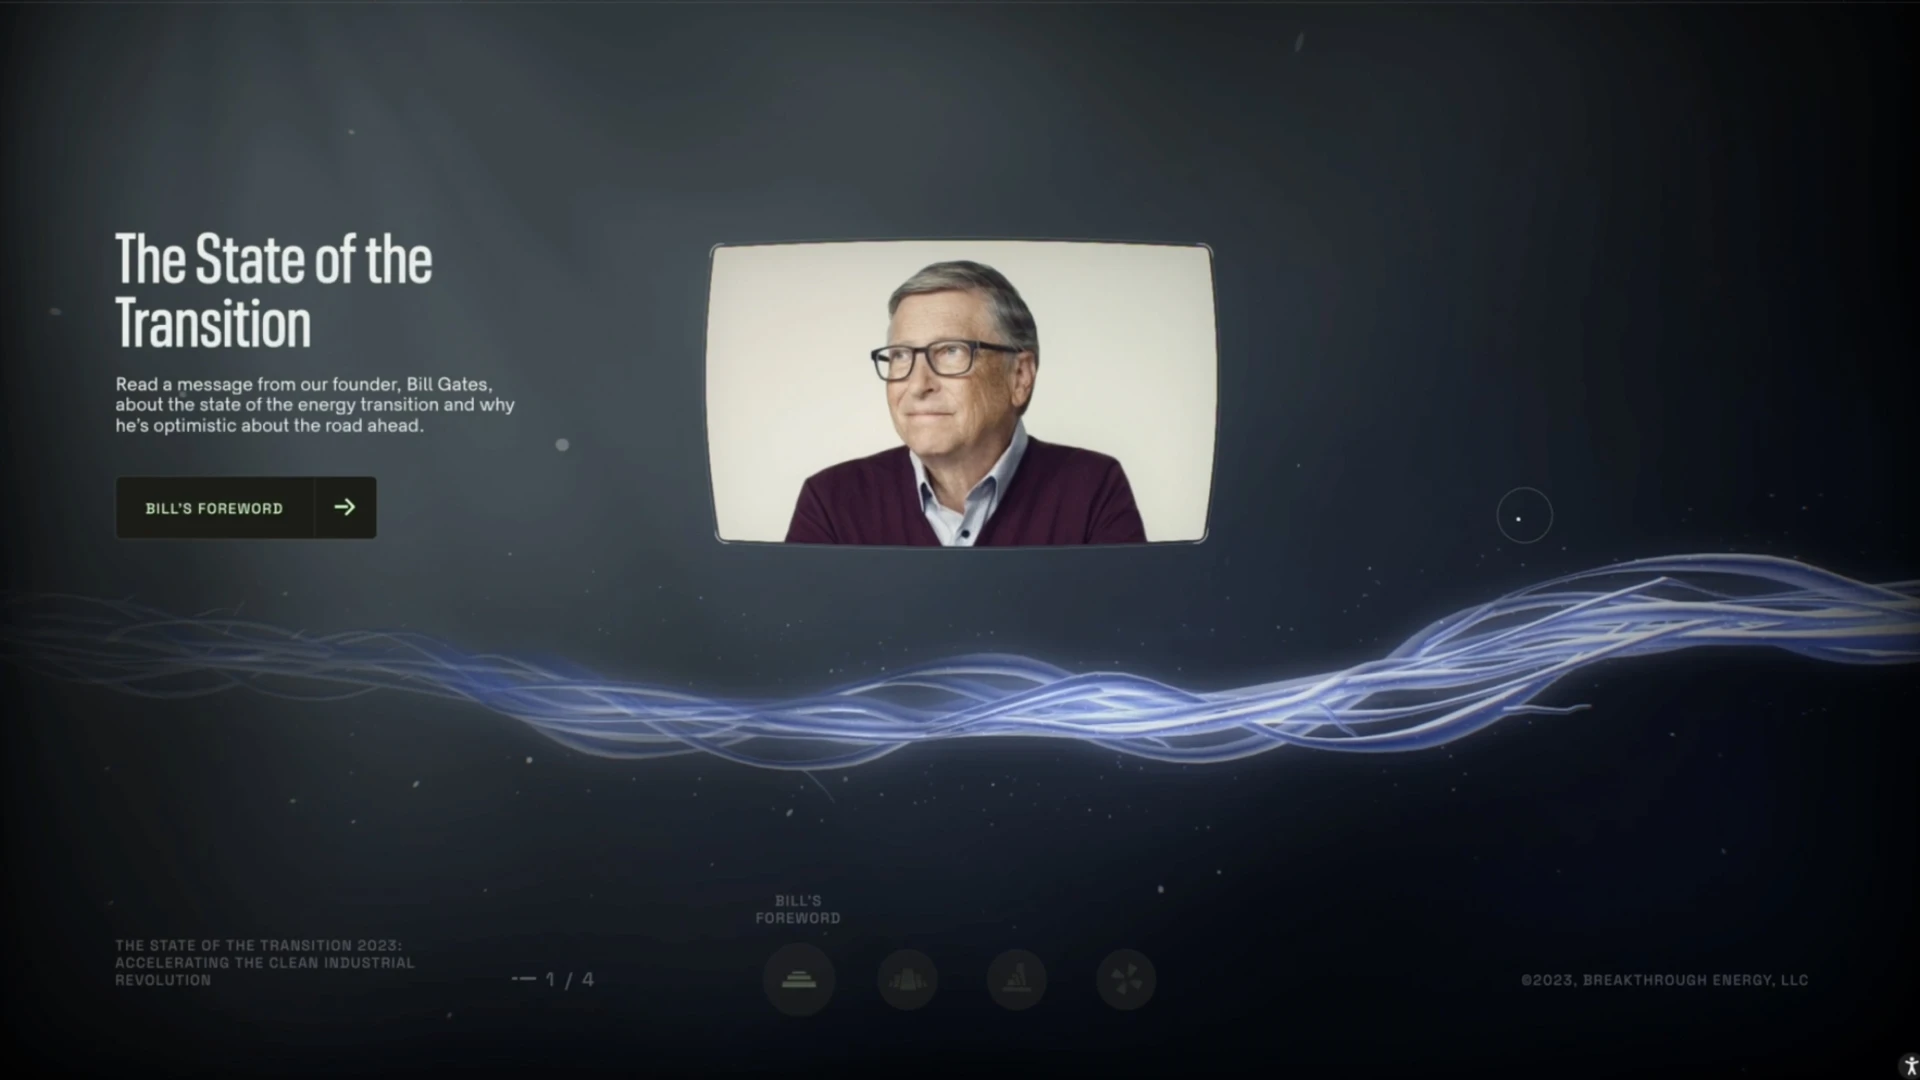 The State of the
Transition
Read a message from our founder, Bill Gates,
about the state of the energy transition and why
he's optimistic about the road ahead.
BILL'S FOREWORD
BILL'S
FOREWORD
THE STATE OF THE TRANSITION 2023:
ACCELERATING THE CLEAN INDUSTRIAL
REVOLUTION
1 / 4
©2023, BREAKTHROUGH ENERGY, LLC